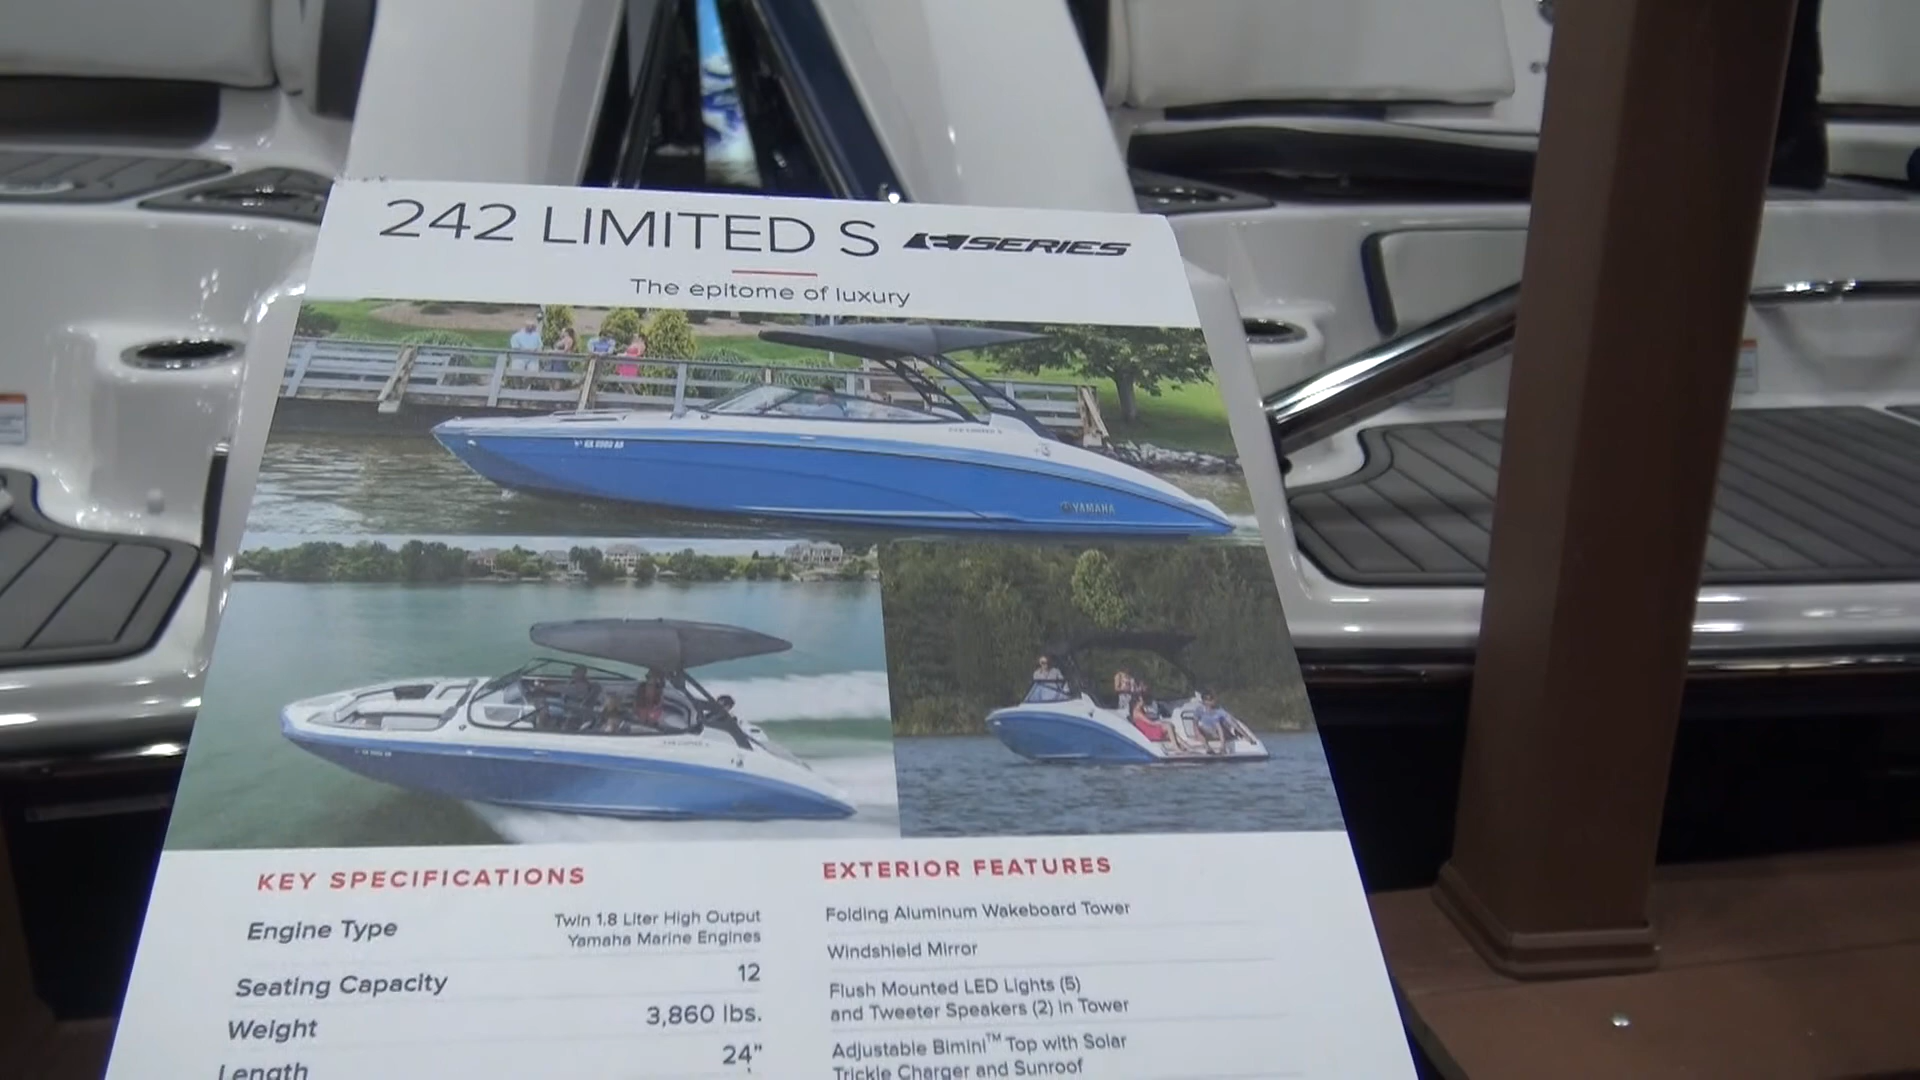 242 LIMITED S E SERIES
The epitome of luxury
YAMAHA
KEY SPECIFICATIONS
Engine Type
Twin 1.8 Liter High Output
Yamaha Marine Engines
Seating Capacity
12
Weight
3,860 lbs.
Length
24"
EXTERIOR FEATURES
Folding Aluminum Wakeboard Tower
Windshield Mirror
Flush Mounted LED Lights (5)
and Tweeter Speakers (2) in Tower
Adjustable Bimini™ Top with Solar
Trickle Charger and Sunroof